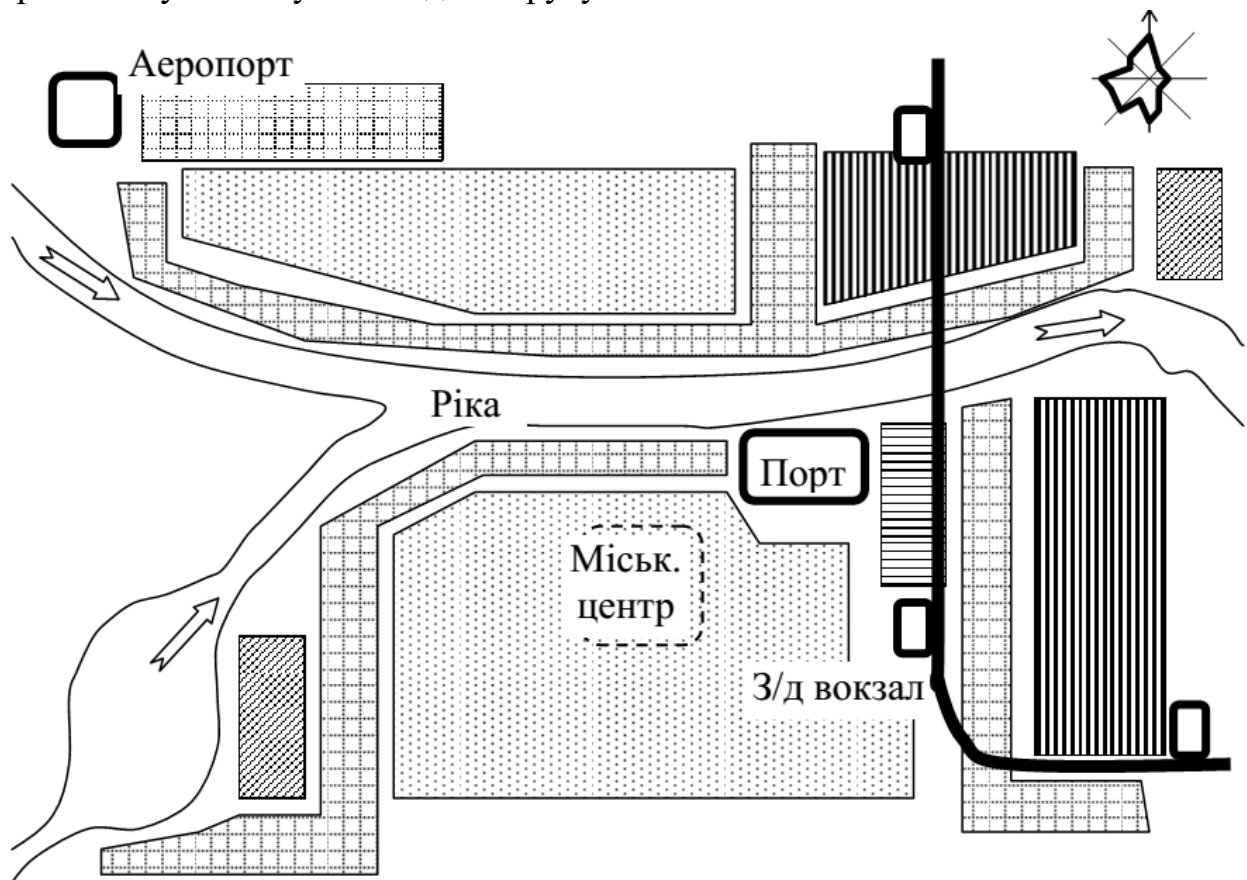 Аеропорт
Ріка
Порт
Міськ.
центр
З/д вокзал